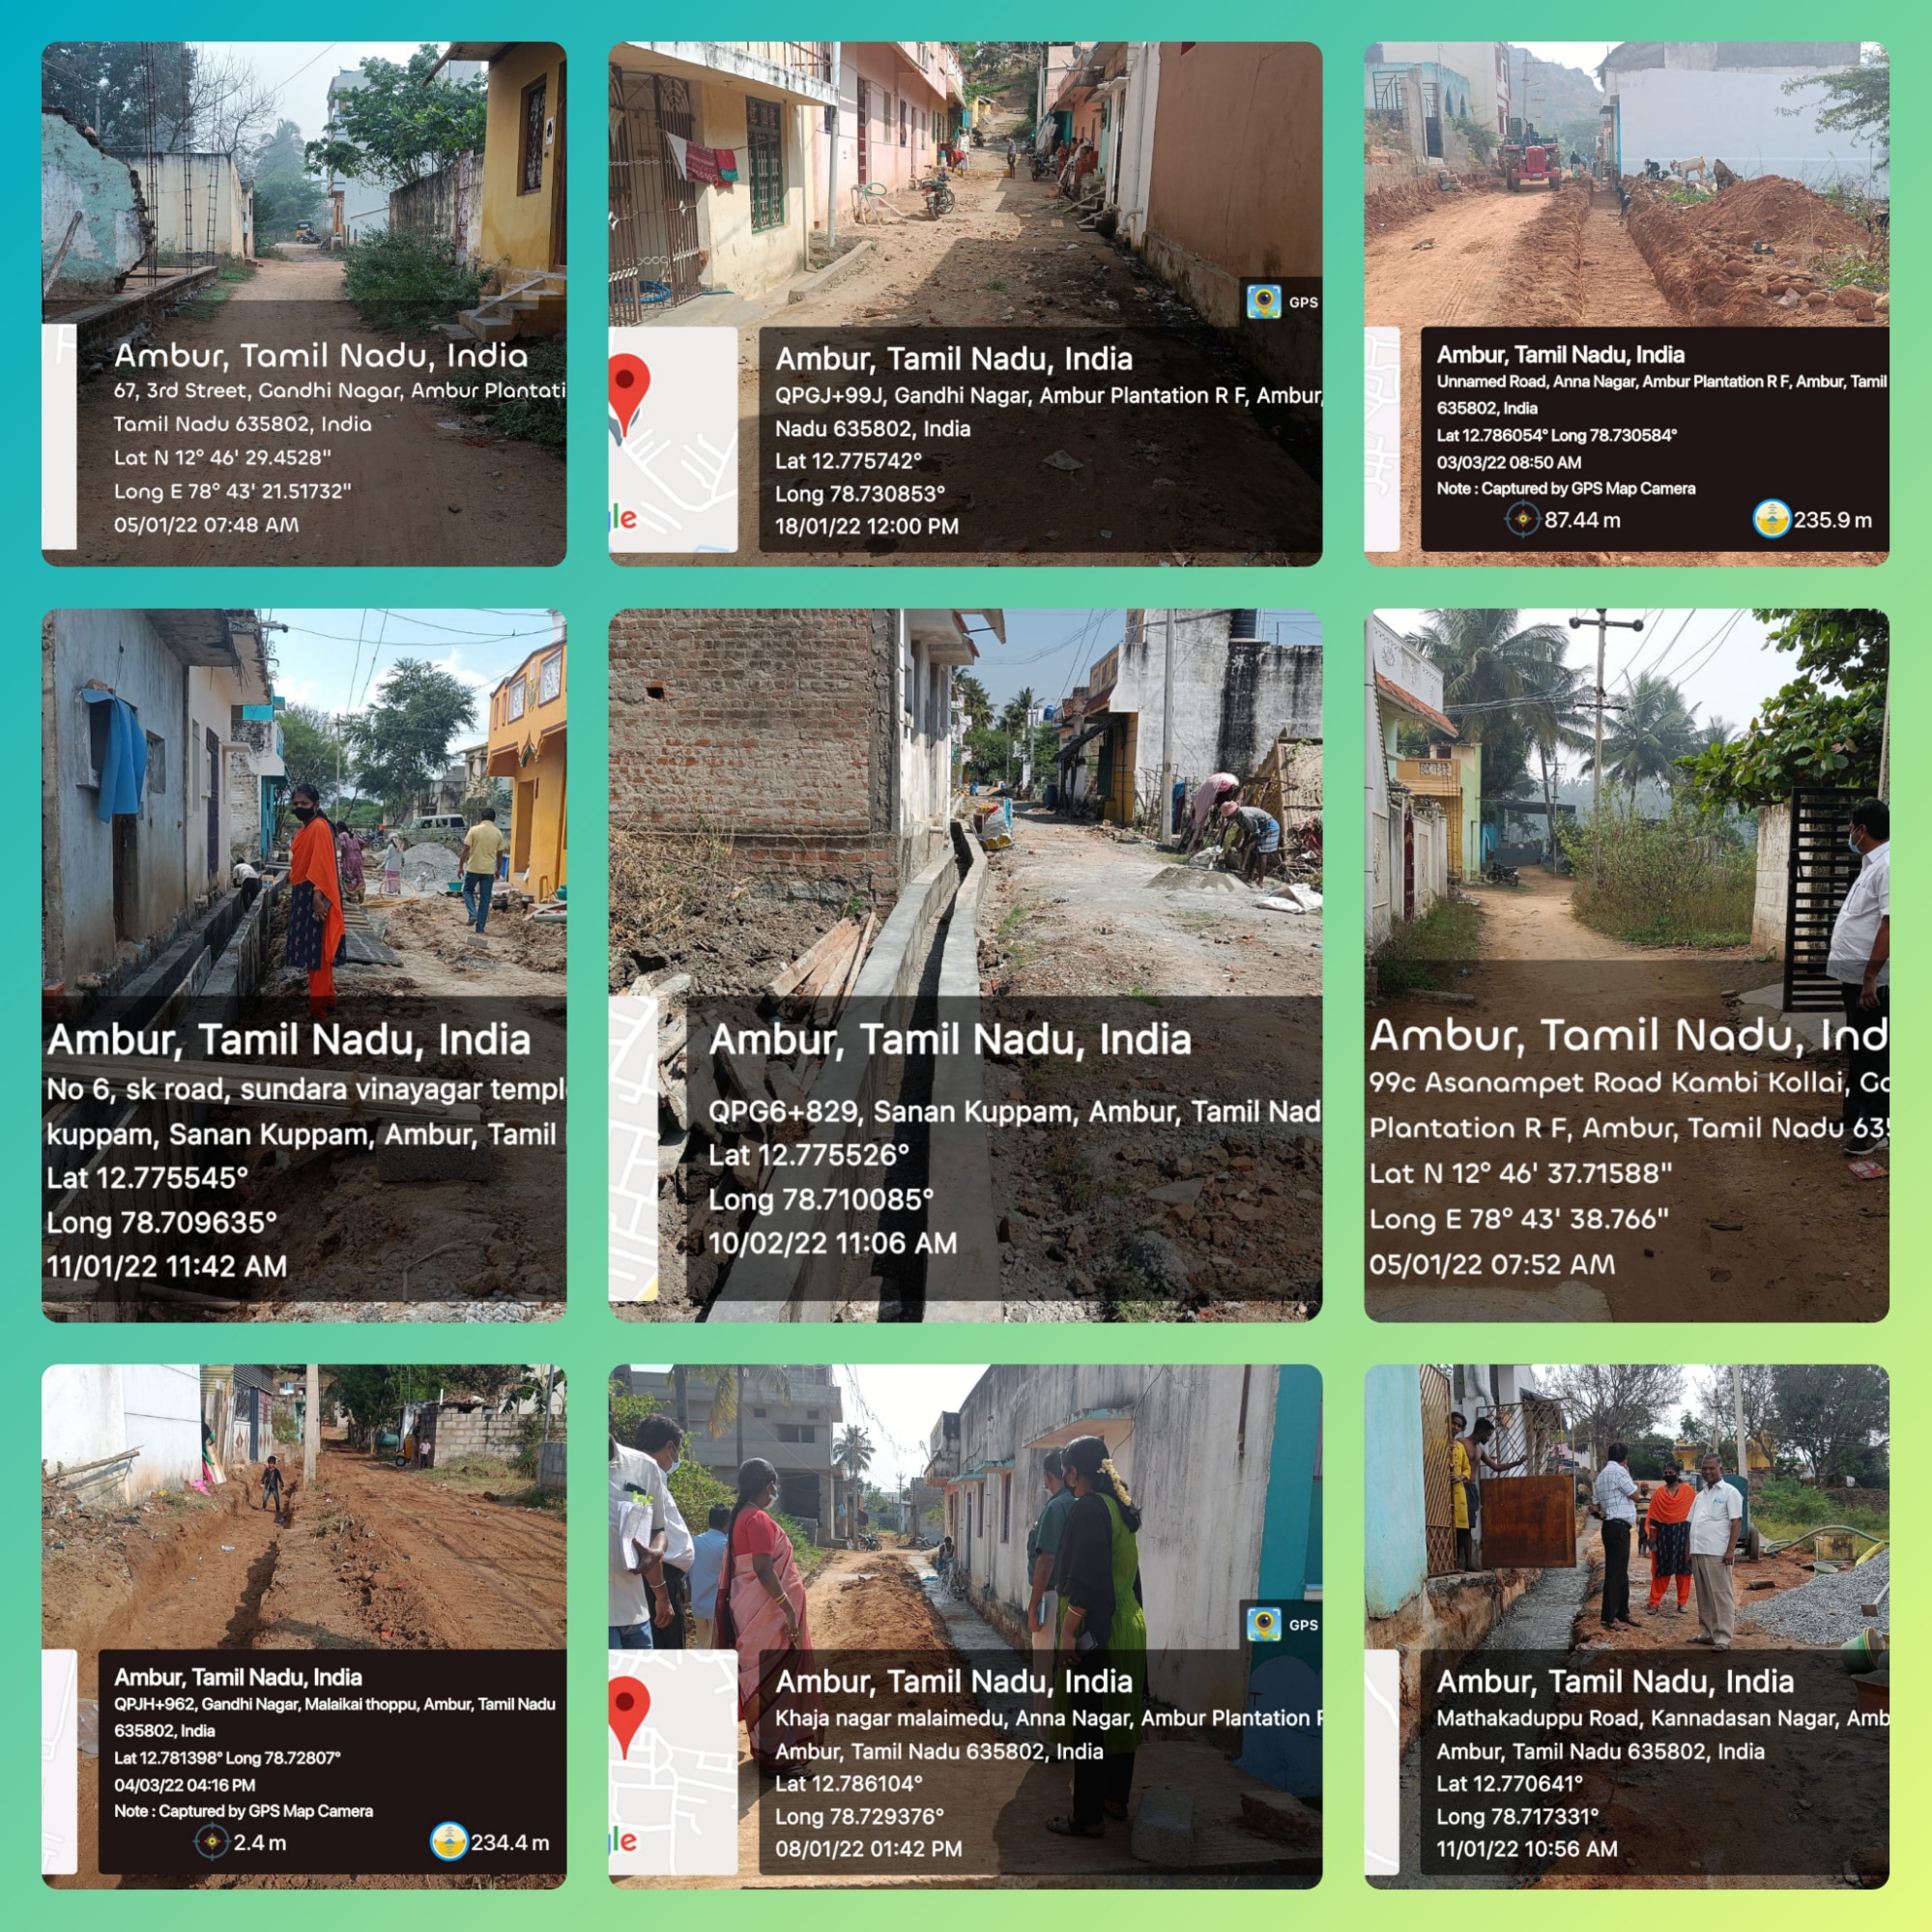 Ambur, Tamil Nadu, India
67, 3rd Street, Gandhi Nagar, Ambur
Tamil Nadu 635802, India
Lat N 12° 46' 29.4528"
Long E 78° 43' 21.51732"
05/01/22 07:48 AM
GPS
Ambur, Tamil Nadu, India
QPGJ+99J, Gandhi Nagar, Ambur Plantation R F, Ambur,
Nadu 635802, India
Lat 12.775742°
Long 78.730853°
18/01/22 12:00 PM
Ambur, Tamil Nadu, India
Unnamed Road, Anna Nagar, Ambur Plantation R F, Ambur, Tamil
635802, India
Lat 12.786054° Long 78.730584°
03/03/22 08:50 AM
Note : Captured by GPS Map Camera
87.44 m 235.9 m
Ambur, Tamil Nadu, India
No 6, sk road, sundara vinayagar
kuppam, Sanan Kuppam, Ambur, Tamil
Lat 12.775545°
Long 78.709635°
11/01/22 11:42 AM
Ambur, Tamil Nadu, India
QPG6+829, Sanan Kuppam, Ambur, Tamil
Lat 12.775526°
Long 78.710085°
10/02/22 11:06 AM
Ambur, Tamil Nadu,
99c Asanampet Road Kambi Kollai,
Plantation R F, Ambur, Tamil Nadu
Lat N 12° 46' 37.71588"
Long E 78° 43' 38.766"
05/01/22 07:52 AM
Ambur, Tamil Nadu, India
QPJH+962, Gandhi Nagar, Malaikai thoppu, Ambur, Tamil Nadu
635802, India
Lat 12.781398° Long 78.72807°
04/03/22 04:16 PM
Note : Captured by GPS Map Camera
2.4 m 234.4 m
GPS
Ambur, Tamil Nadu, India
Khaja nagar malaimedu, Anna Nagar, Ambur Plantation
Ambur, Tamil Nadu 635802, India
Lat 12.786104°
Long 78.729376°
08/01/22 01:42 PM
Ambur, Tamil Nadu, India
Mathakaduppu Road, Kannadasan Nagar,
Ambur, Tamil Nadu 635802, India
Lat 12.770641°
Long 78.717331°
11/01/22 10:56 AM